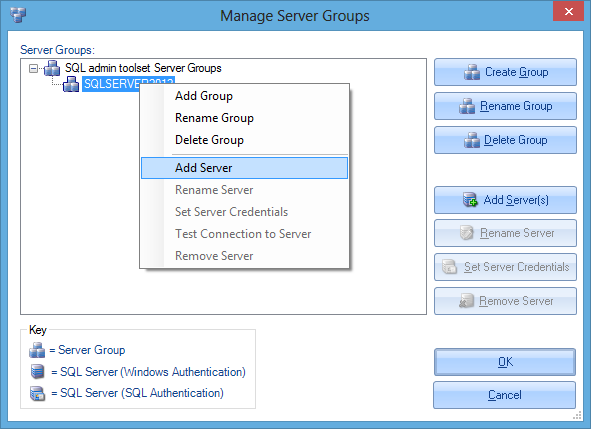 Manage Server Groups
Server Groups:
SQL admin toolset Server Groups
SQLSERVER2012
Add Group
Rename Group
Delete Group
Add Server
Rename Server
Set Server Credentials
Test Connection to Server
Remove Server
Create Group
Rename Group
Delete Group
Add Server(s)
Rename Server
Set Server Credentials
Remove Server
Key
= Server Group
= SQL Server (Windows Authentication)
= SQL Server (SQL Authentication)
OK
Cancel